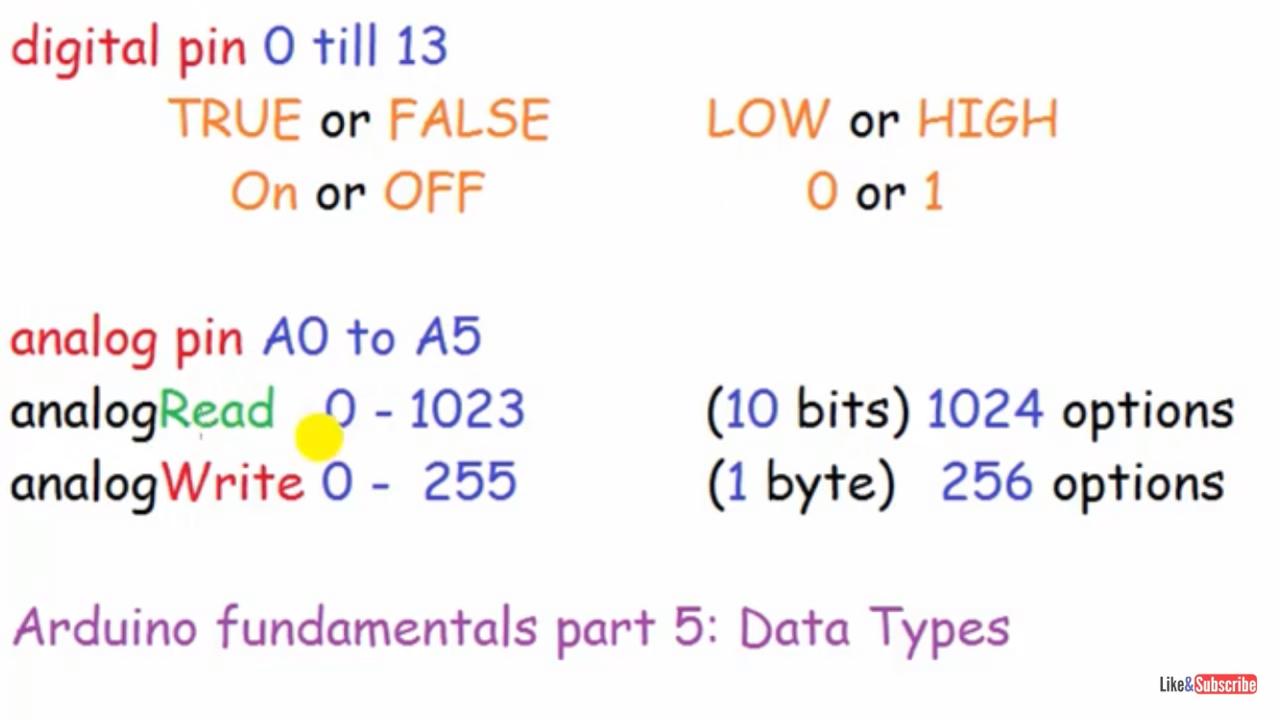 digital pin 0 till 13
TRUE or FALSE LOW or HIGH
On or OFF 0 or 1
analog pin A0 to A5
analogRead 0 - 1023 (10 bits) 1024 options
analogWrite 0 - 255 (1 byte) 256 options
Arduino fundamentals part 5: Data Types
Like&Subscribe